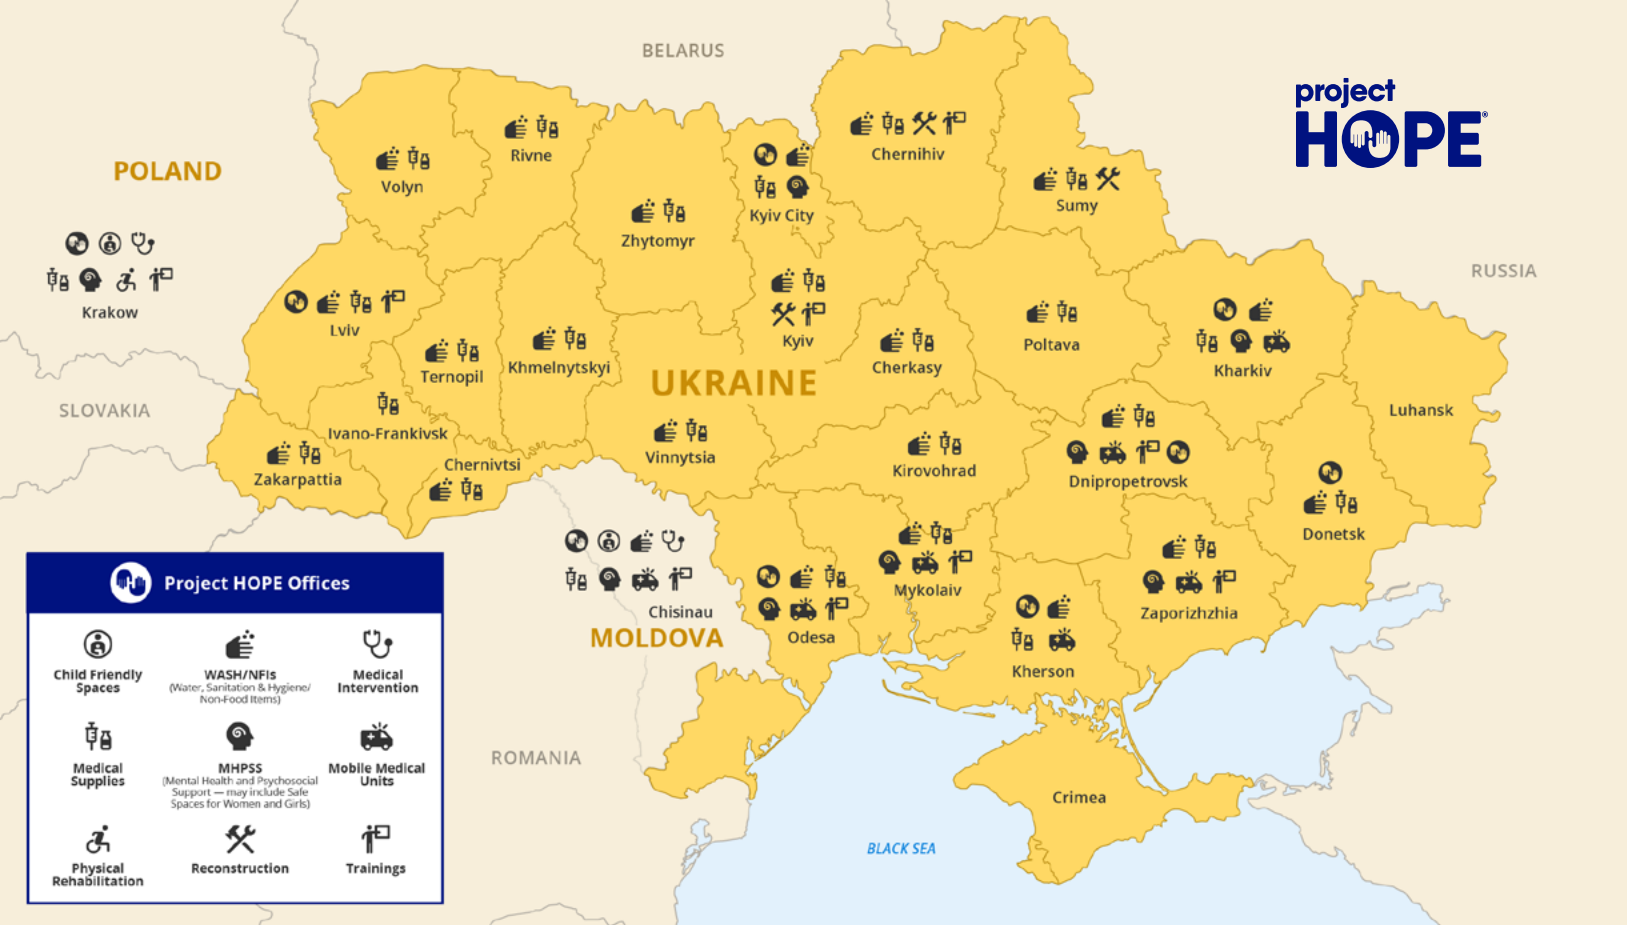 BELARUS
project
HOPE®
POLAND
Rivne
Chernihiv
Volyn
Sumy
Kyiv City
Zhytomyr
RUSSIA
Krakow
Lviv
Kyiv
Poltava
Khmelnytskyi
Cherkasy
Kharkiv
Ternopil
UKRAINE
SLOVAKIA
Luhansk
Ivano-Frankivsk
Vinnytsia
Chernivtsi
Kirovohrad
Zakarpattia
Dnipropetrovsk
Donetsk
Mykolaiv
Chisinau
Zaporizhzhia
MOLDOVA
Odesa
Kherson
ROMANIA
Crimea
BLACK SEA
Project HOPE Offices
Child Friendly
Spaces
WASH/NFIs
(Water, Sanitation & Hygiene/
Non-Food Items)
Medical
Intervention
Medical
Supplies
MHPSS
(Mental Health and Psychosocial
Support — may include Safe
Spaces for Women and Girls)
Mobile Medical
Units
Physical
Rehabilitation
Reconstruction
Trainings